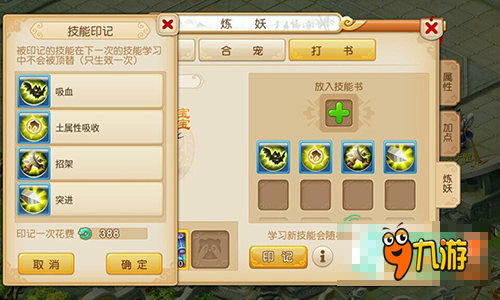 技能印记
被印记的技能在下一次的技能学习
中不会被顶替（只生效一次）
吸血
土属性吸收
招架
突进
印记一次花费 388
取消 确定
炼妖
合宠 打书
放入技能书
学习新技能会随
印记
属性
加点
炼妖
九游